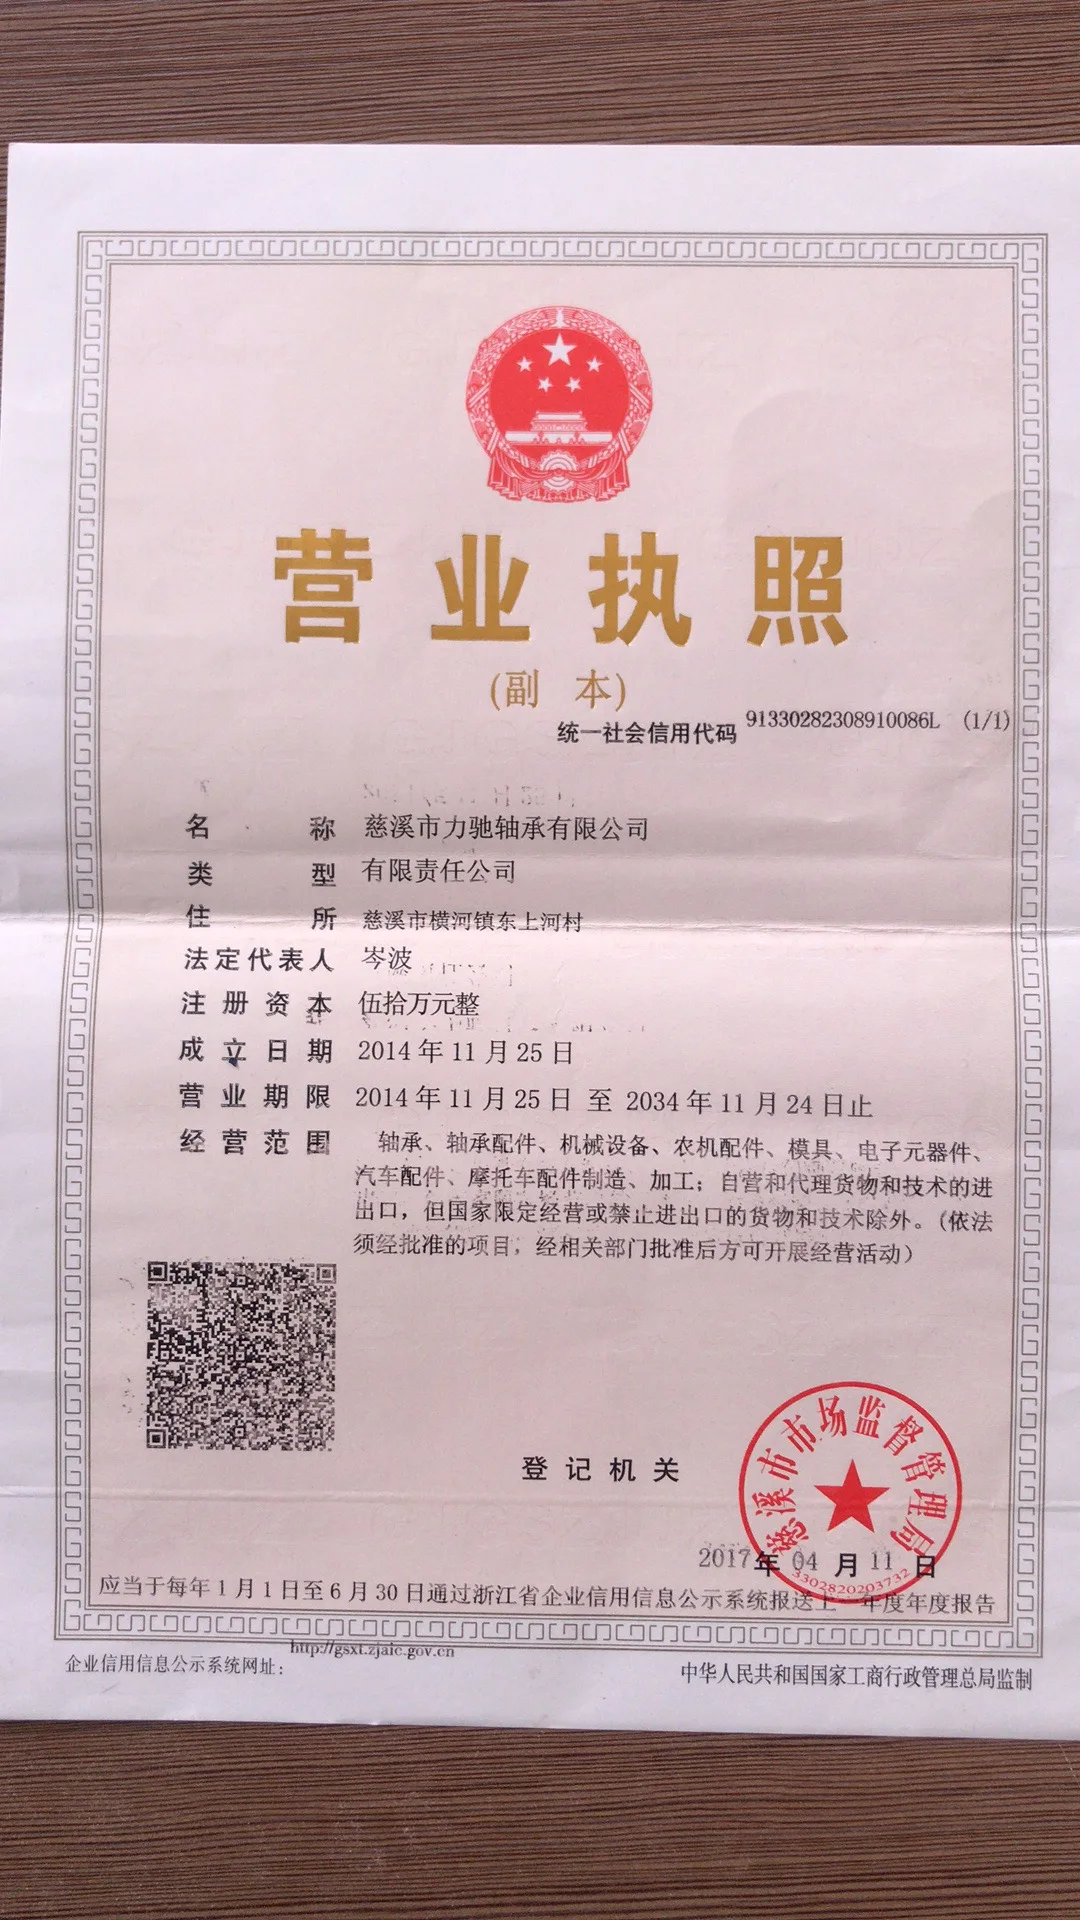 营业执照
(副 本)
统一社会信用代码 91330282308910086L (1/1)
名称 慈溪市力驰轴承有限公司
类型 有限责任公司
住所 慈溪市横河镇东上河村
法定代表人 岑波
注册资本 伍拾万元整
成立日期 2014年11月25日
营业期限 2014年11月25日 至 2034年11月24日止
经营范围 轴承、轴承配件、机械设备、农机配件、模具、电子元器件、
汽车配件、摩托车配件制造、加工；自营和代理货物和技术的进
出口，但国家限定经营或禁止进出口的货物和技术除外。(依法
须经批准的项目，经相关部门批准后方可开展经营活动)
登记机关
慈溪市市场监督管理局
2017年 04 月 11 日
3302820203732
应当于每年1月1日至6月30日通过浙江省企业信用信息公示系统报送上一年度年度报告
企业信用信息公示系统网址: http://gsxt.zjaic.gov.cn
中华人民共和国国家工商行政管理总局监制